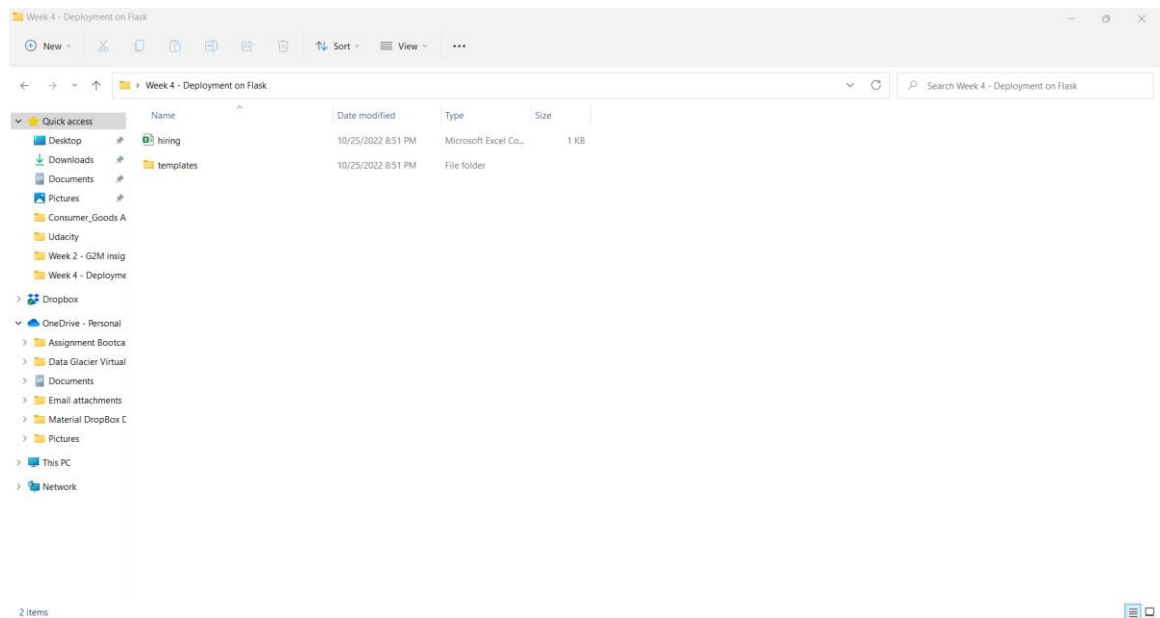 Week 4 - Deployment on Flask
New Sort View
Week 4 - Deployment on Flask Search Week 4 - Deployment on Flask
Name Date modified Type Size
hiring 10/25/2022 8:51 PM Microsoft Excel Co... 1 KB
templates 10/25/2022 8:51 PM File folder
Quick access
Desktop
Downloads
Documents
Pictures
Consumer_Goods A
Udacity
Week 2 - G2M insig
Week 4 - Deployme
Dropbox
OneDrive - Personal
Assignment Bootca
Data Glacier Virtual
Documents
Email attachments
Material DropBox D
Pictures
This PC
Network
2 items